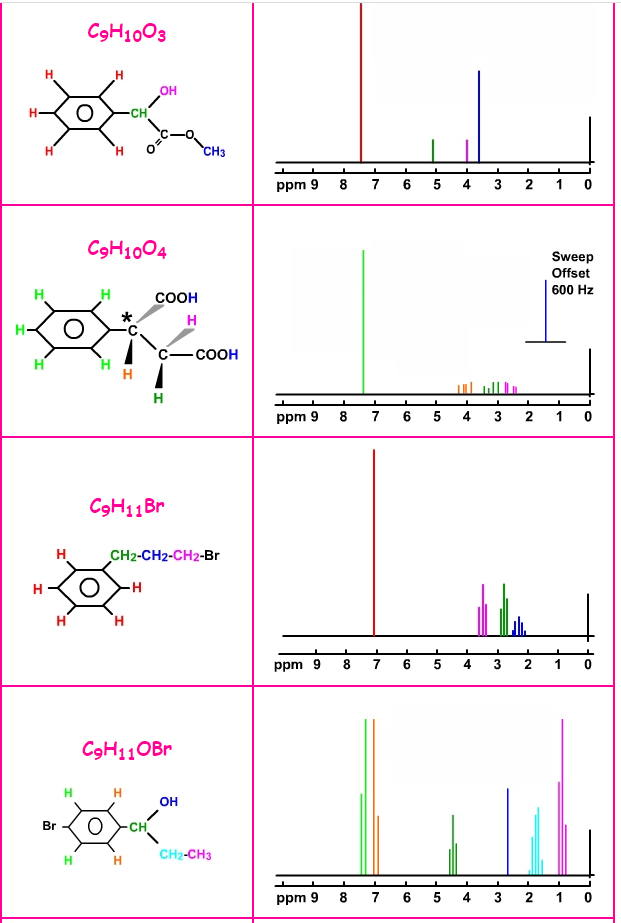 C9H10O3
H H
OH
H CH
C O
O
H H CH3
ppm 9 8 7 6 5 4 3 2 1 0
C9H10O4
H H COOH
* H
H C
C COOH
H H H
H
Sweep
Offset
600 Hz
ppm 9 8 7 6 5 4 3 2 1 0
C9H11Br
H CH2-CH2-CH2-Br
H H
H H
ppm 9 8 7 6 5 4 3 2 1 0
C9H11OBr
H H
OH
Br CH
H H CH2-CH3
ppm 9 8 7 6 5 4 3 2 1 0